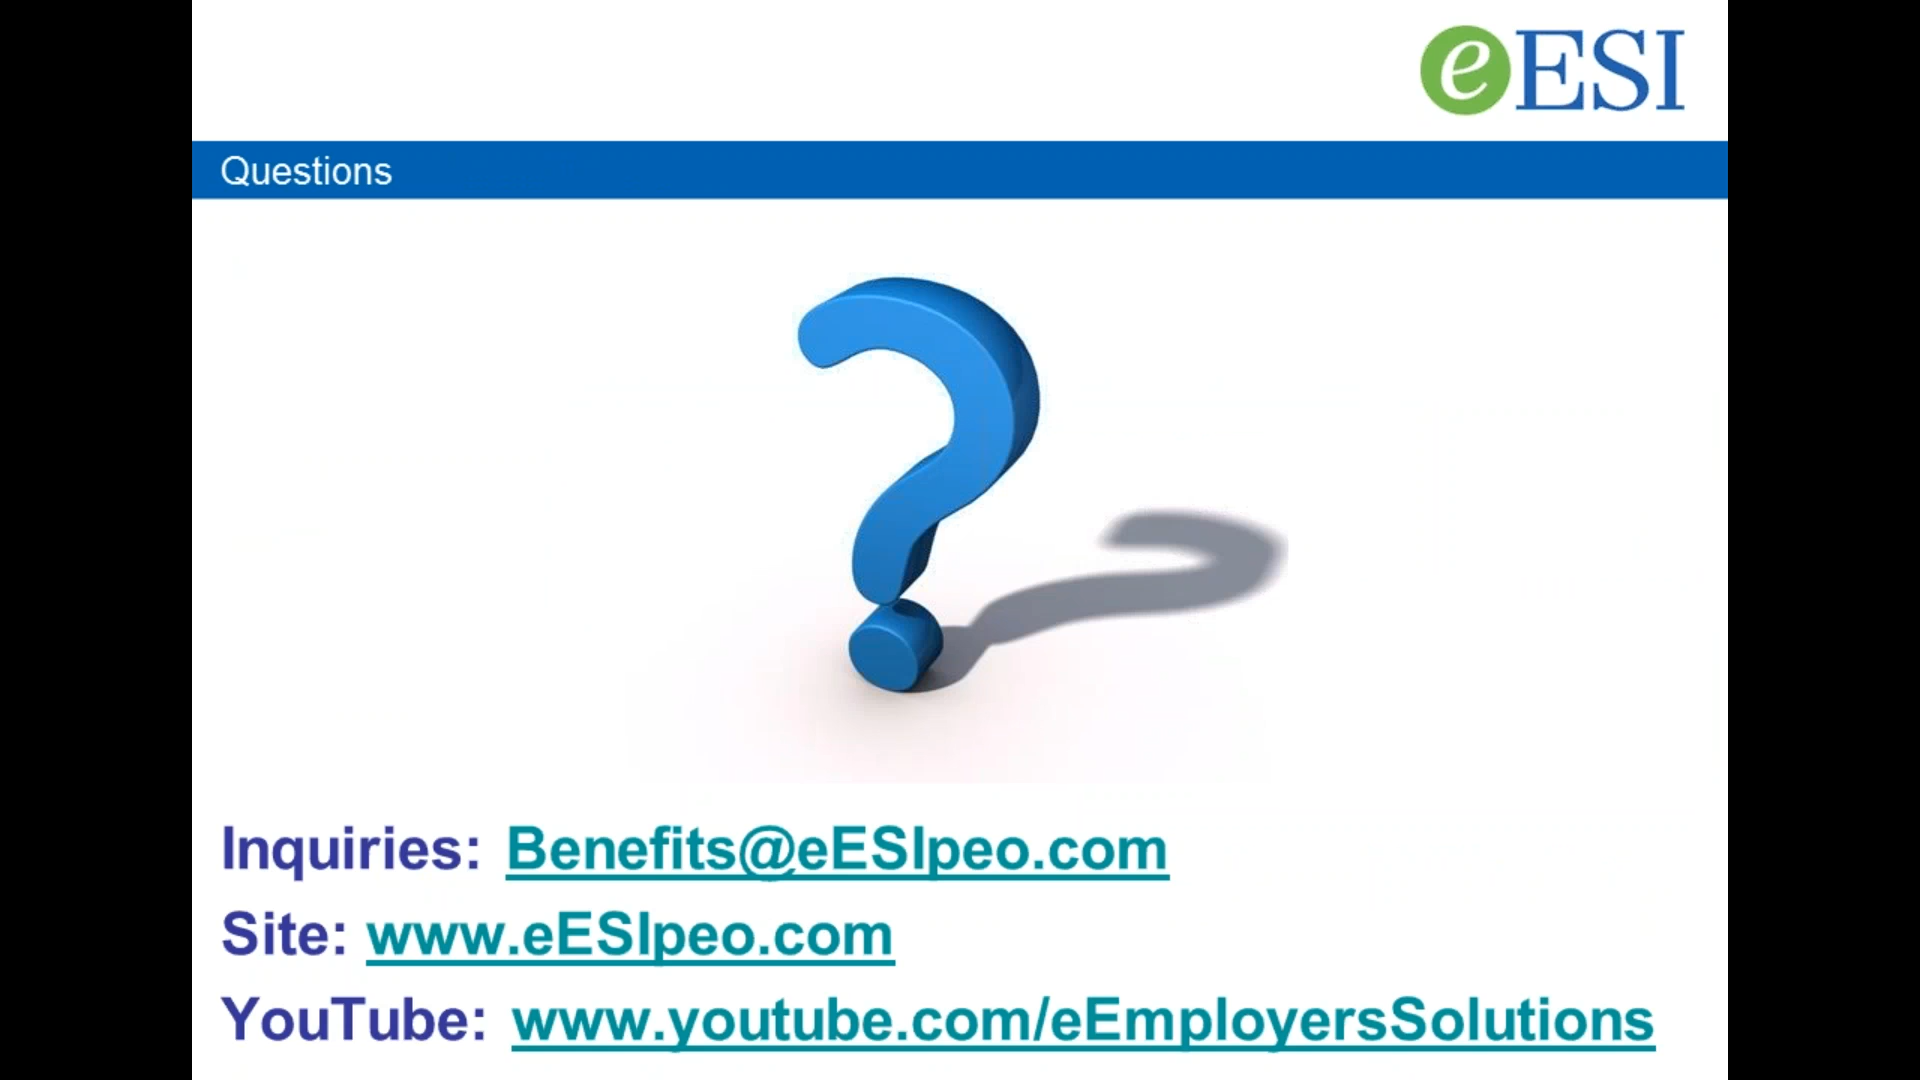 eESI
Questions
Inquiries: Benefits@eESIpeo.com
Site: www.eESIpeo.com
YouTube: www.youtube.com/eEmployersSolutions